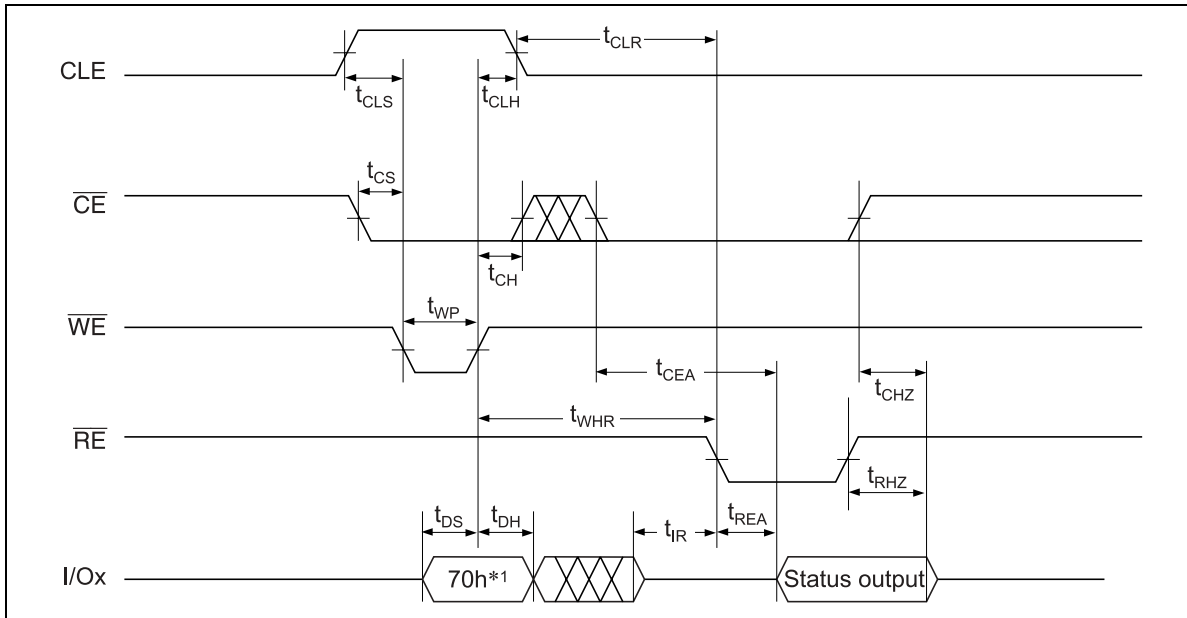 CLE
tCLS
tCLH
tCLR
CE
tCS
tCH
WE
tWP
tCEA
tCHZ
tWHR
RE
tRHZ
tDS
tDH
tIR
tREA
I/Ox
70h*1
Status output